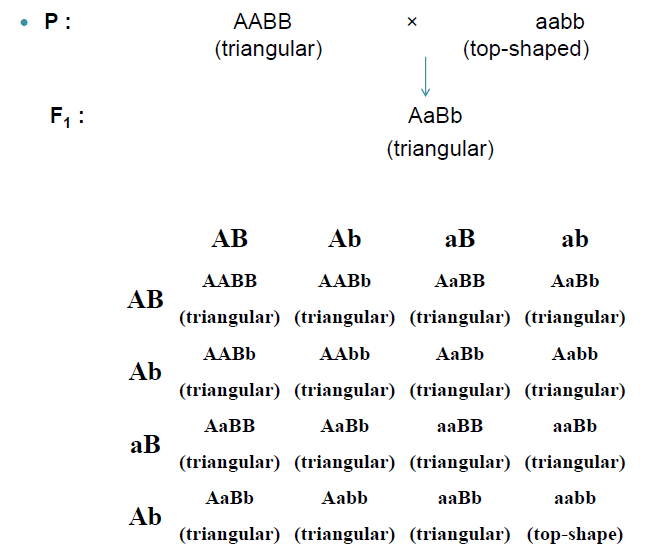 • P : AABB × aabb
(triangular) (top-shaped)
F₁ : AaBb
(triangular)
AB Ab aB ab
AABB AABb AaBB AaBb
AB
(triangular) (triangular) (triangular) (triangular)
AABb AAbb AaBb Aabb
Ab
(triangular) (triangular) (triangular) (triangular)
AaBB AaBb aaBB aaBb
aB
(triangular) (triangular) (triangular) (triangular)
AaBb Aabb aaBb aabb
Ab
(triangular) (triangular) (triangular) (top-shape)